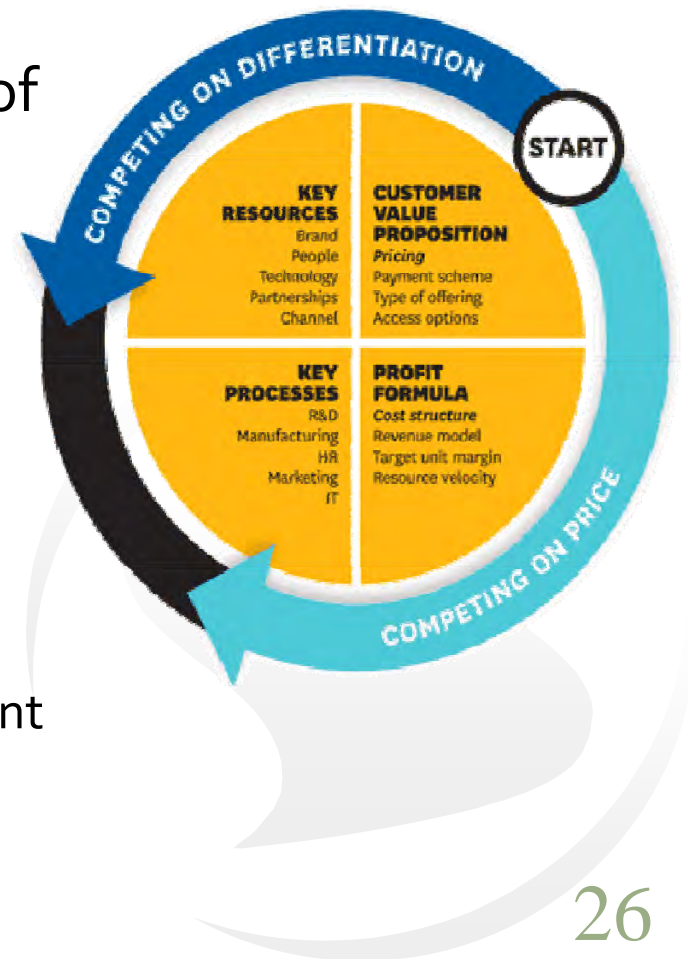 of
COMPETING ON DIFFERENTIATION
START
KEY
RESOURCES
Brand
People
Technology
Partnerships
Channel
CUSTOMER
VALUE
PROPOSITION
Pricing
Payment scheme
Type of offering
Access options
KEY
PROCESSES
R&D
Manufacturing
HR
Marketing
IT
PROFIT
FORMULA
Cost structure
Revenue model
Target unit margin
Resource velocity
COMPETING ON PRICE
nt
26